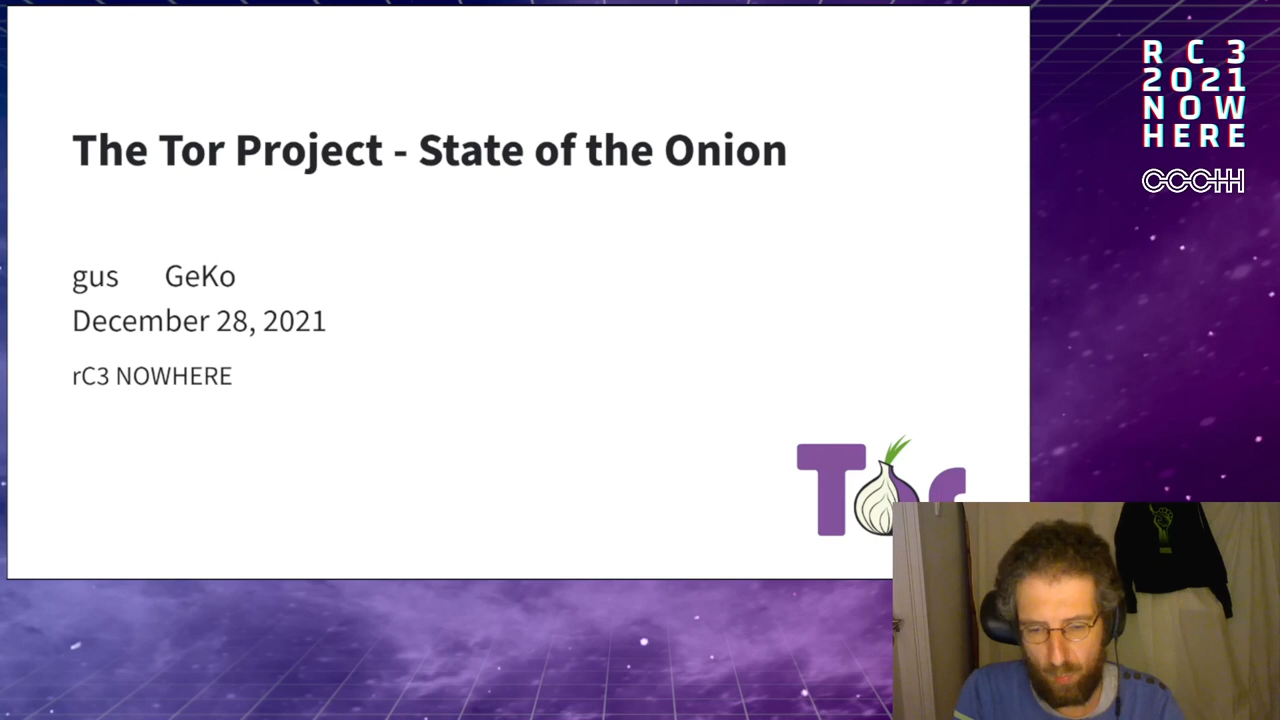 The Tor Project - State of the Onion
gus GeKo
December 28, 2021
rC3 NOWHERE
Tor
R C 3
2021
NOW
HERE
CCCHH